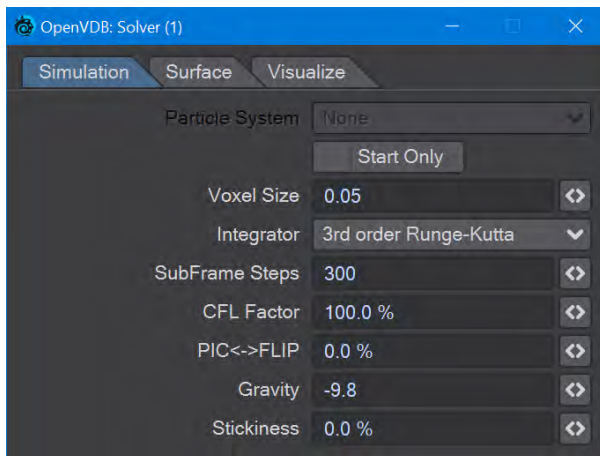 OpenVDB: Solver (1)
Simulation Surface Visualize
Particle System None
Start Only
Voxel Size 0.05
Integrator 3rd order Runge-Kutta
SubFrame Steps 300
CFL Factor 100.0 %
PIC<->FLIP 0.0 %
Gravity -9.8
Stickiness 0.0 %